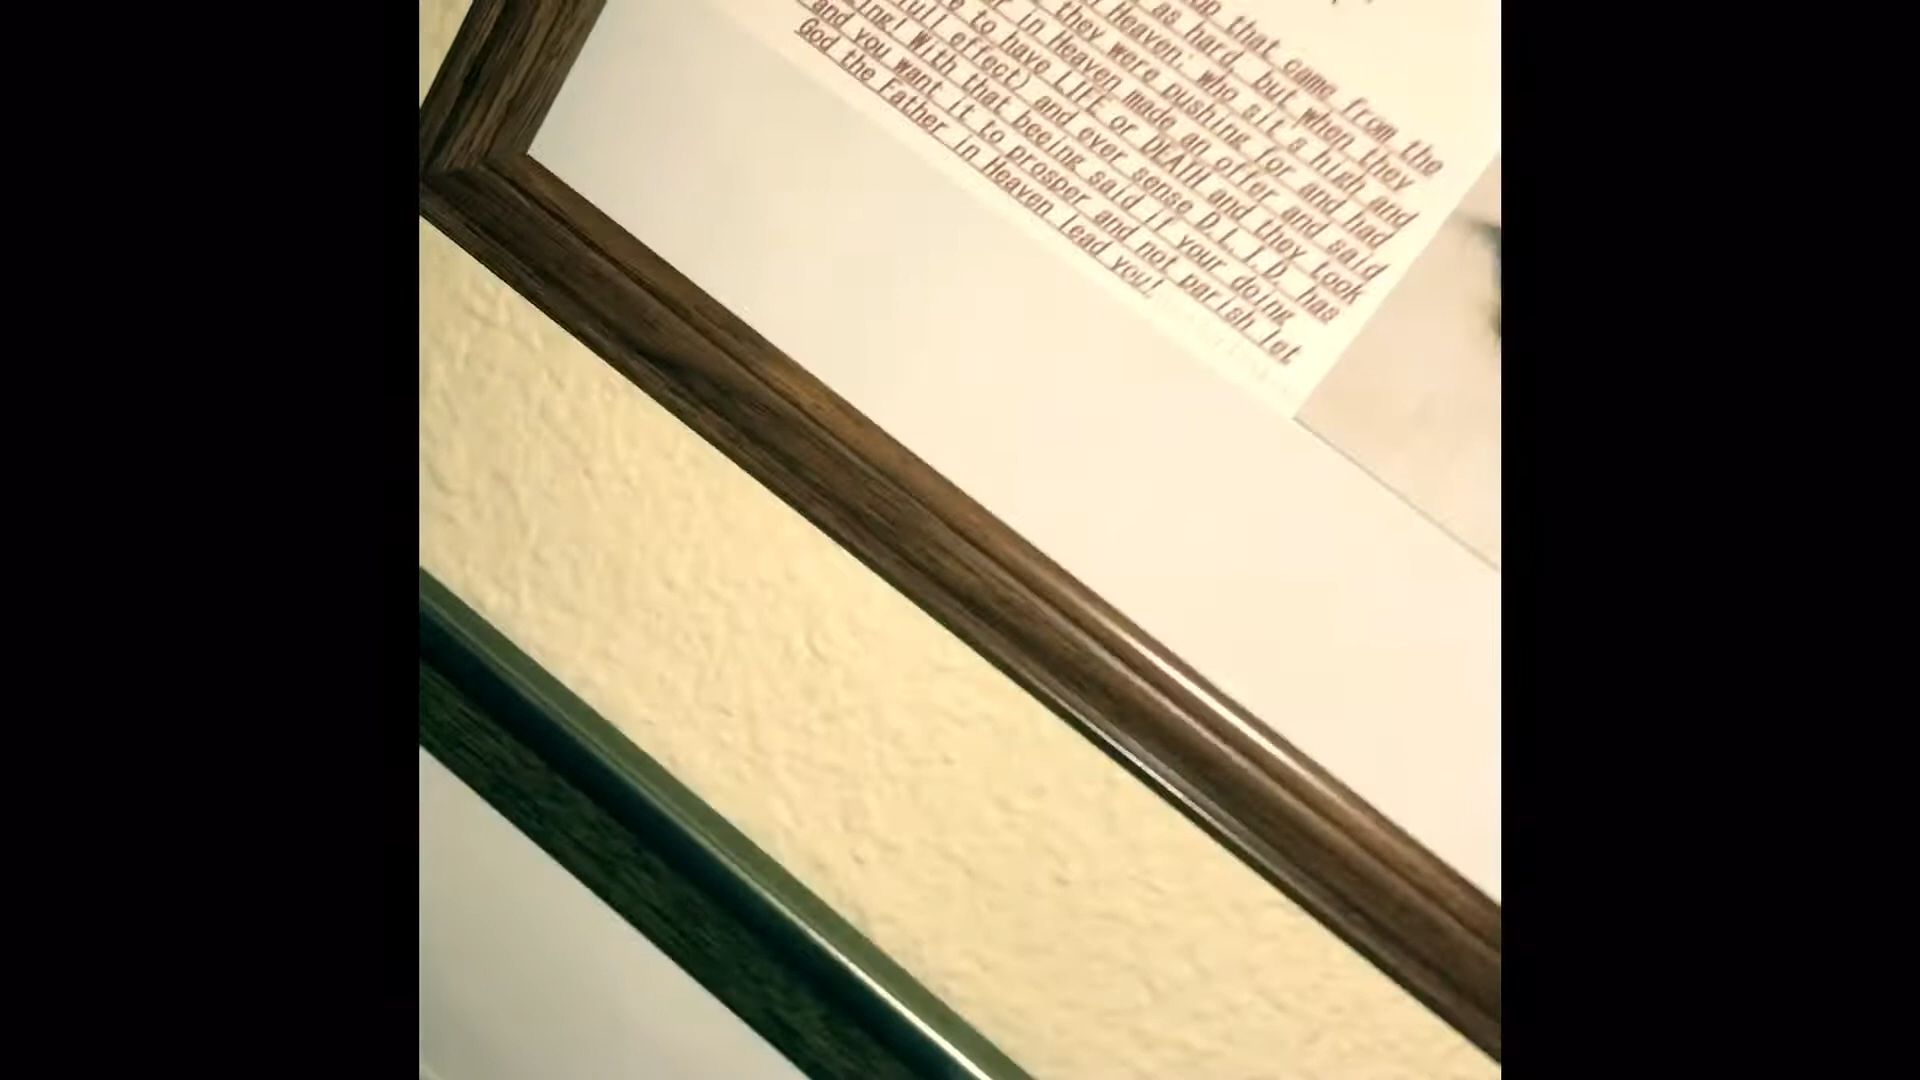 that came from the
as hard, but when they
heaven: who sit s high and
they were pushing for and had
in Heaven made an offer and said
to have LIFE or DEATH and they took
full effect) and ever sense D.L.T.D. has
With that beeing said if your doing
and you want it to prosper and not parish let
God the Father in Heaven lead you!